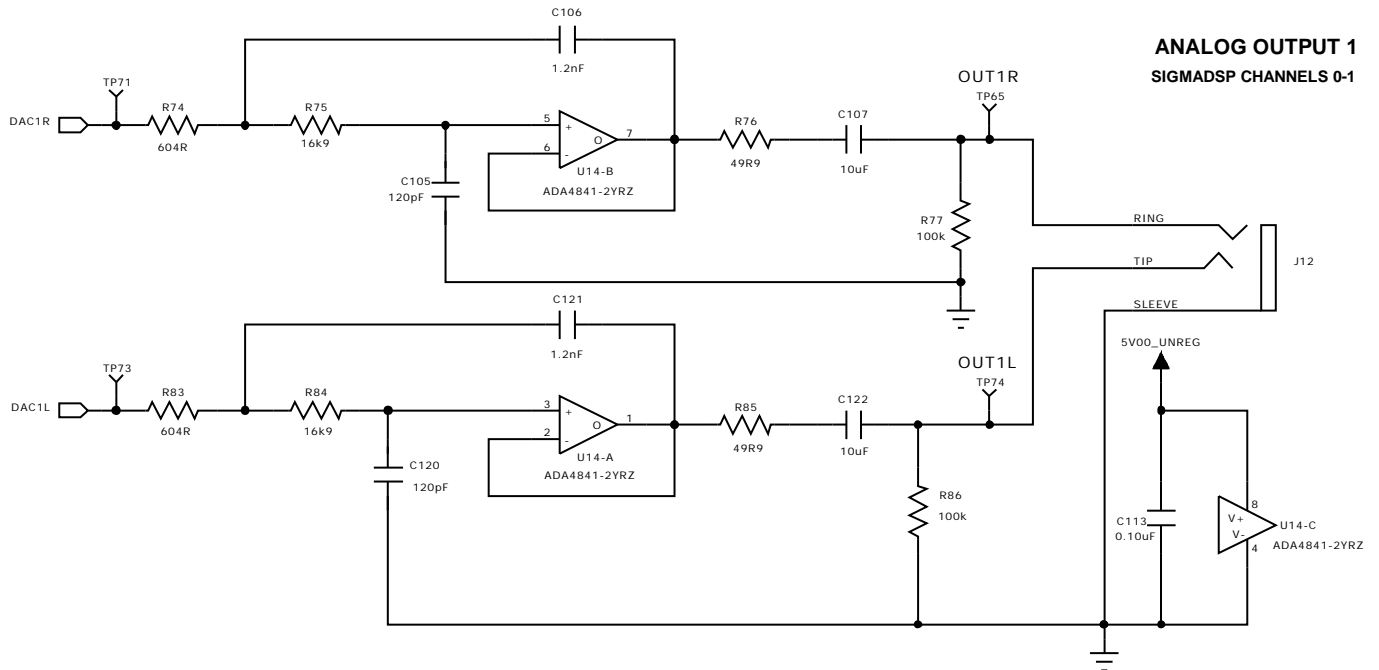 C106
1.2nF
ANALOG OUTPUT 1
SIGMADSP CHANNELS 0-1
TP71
DAC1R
R74
604R
R75
16k9
5
+
6
-
O
7
U14-B
ADA4841-2YRZ
C105
120pF
R76
49R9
C107
10uF
OUT1R
TP65
R77
100k
RING
TIP
SLEEVE
J12
C121
1.2nF
TP73
DAC1L
R83
604R
R84
16k9
3
+
2
-
O
1
U14-A
ADA4841-2YRZ
C120
120pF
R85
49R9
C122
10uF
OUT1L
TP74
R86
100k
5V00_UNREG
C113
0.10uF
8
V+
V-
4
U14-C
ADA4841-2YRZ